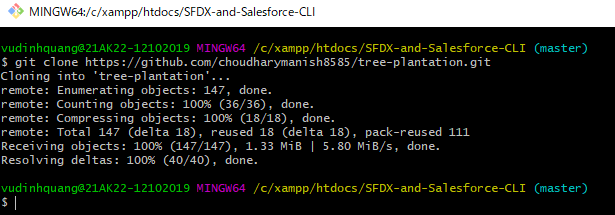 MINGW64:/c/xampp/htdocs/SFDX-and-Salesforce-CLI
vudinhquang@21AK22-12102019 MINGW64 /c/xampp/htdocs/SFDX-and-Salesforce-CLI (master)
$ git clone https://github.com/choudharymanish8585/tree-plantation.git
Cloning into 'tree-plantation'...
remote: Enumerating objects: 147, done.
remote: Counting objects: 100% (36/36), done.
remote: Compressing objects: 100% (18/18), done.
remote: Total 147 (delta 18), reused 18 (delta 18), pack-reused 111
Receiving objects: 100% (147/147), 1.33 MiB | 5.80 MiB/s, done.
Resolving deltas: 100% (40/40), done.
vudinhquang@21AK22-12102019 MINGW64 /c/xampp/htdocs/SFDX-and-Salesforce-CLI (master)
$